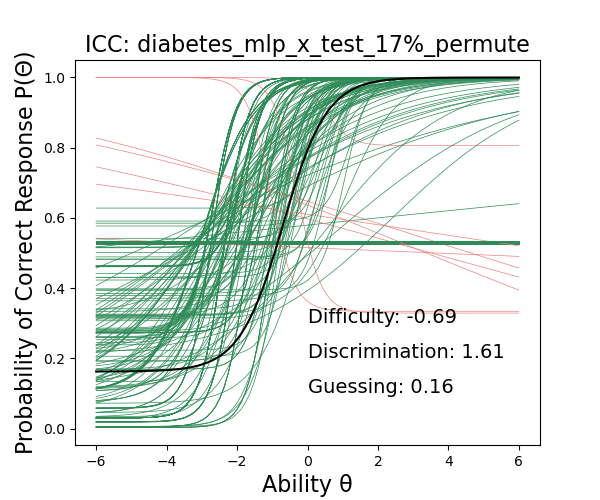 ICC: diabetes_mlp_x_test_17%_permute
Probability of Correct Response P(Θ)
1.0
0.8
0.6
0.4
0.2
0.0
Difficulty: -0.69
Discrimination: 1.61
Guessing: 0.16
−6 −4 −2 0 2 4 6
Ability θ